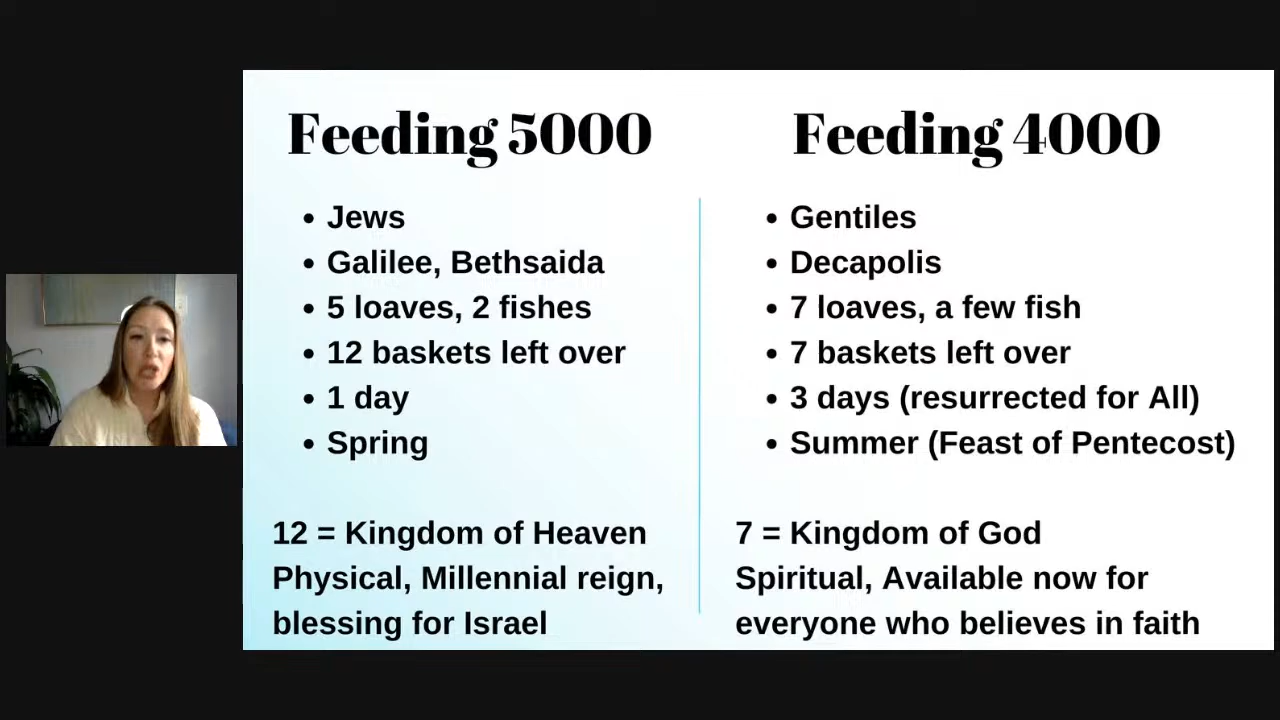 Feeding 5000
• Jews
• Galilee, Bethsaida
• 5 loaves, 2 fishes
• 12 baskets left over
• 1 day
• Spring
12 = Kingdom of Heaven
Physical, Millennial reign,
blessing for Israel
Feeding 4000
• Gentiles
• Decapolis
• 7 loaves, a few fish
• 7 baskets left over
• 3 days (resurrected for All)
• Summer (Feast of Pentecost)
7 = Kingdom of God
Spiritual, Available now for
everyone who believes in faith